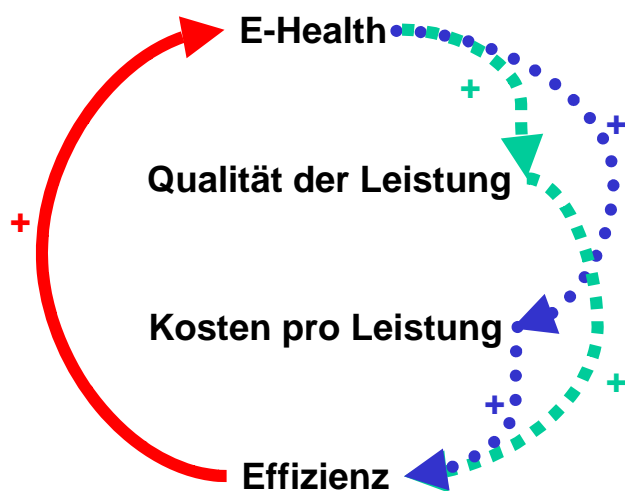 E-Health
+
+
Qualität der Leistung
+
Kosten pro Leistung
+
+
Effizienz